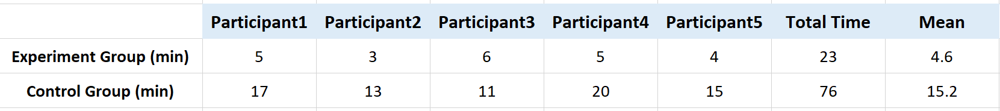 Participant1 Participant2 Participant3 Participant4 Participant5 Total Time Mean
Experiment Group (min) 5 3 6 5 4 23 4.6
Control Group (min) 17 13 11 20 15 76 15.2